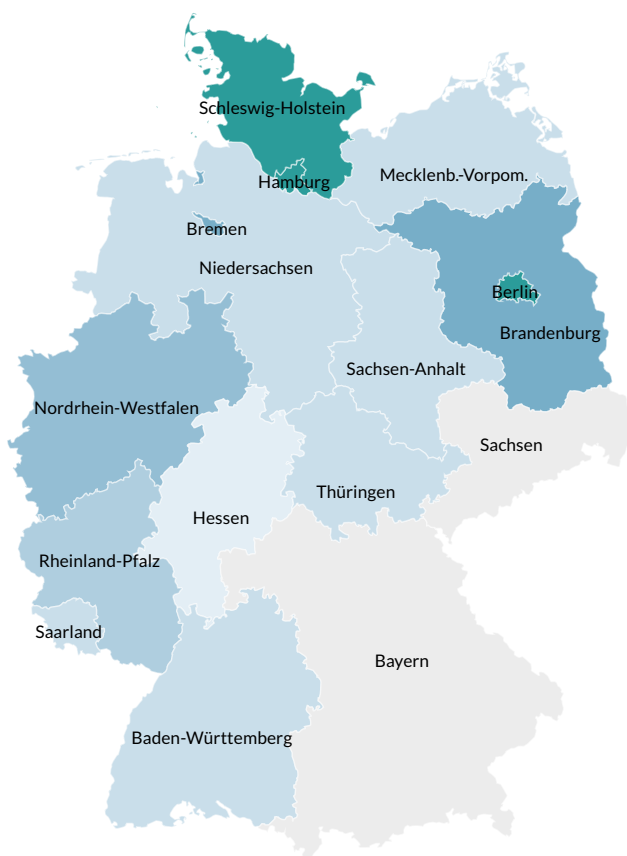 Schleswig-Holstein
Hamburg
Mecklenb.-Vorpom.
Bremen
Niedersachsen
Berlin
Brandenburg
Sachsen-Anhalt
Nordrhein-Westfalen
Sachsen
Thüringen
Hessen
Rheinland-Pfalz
Saarland
Bayern
Baden-Württemberg